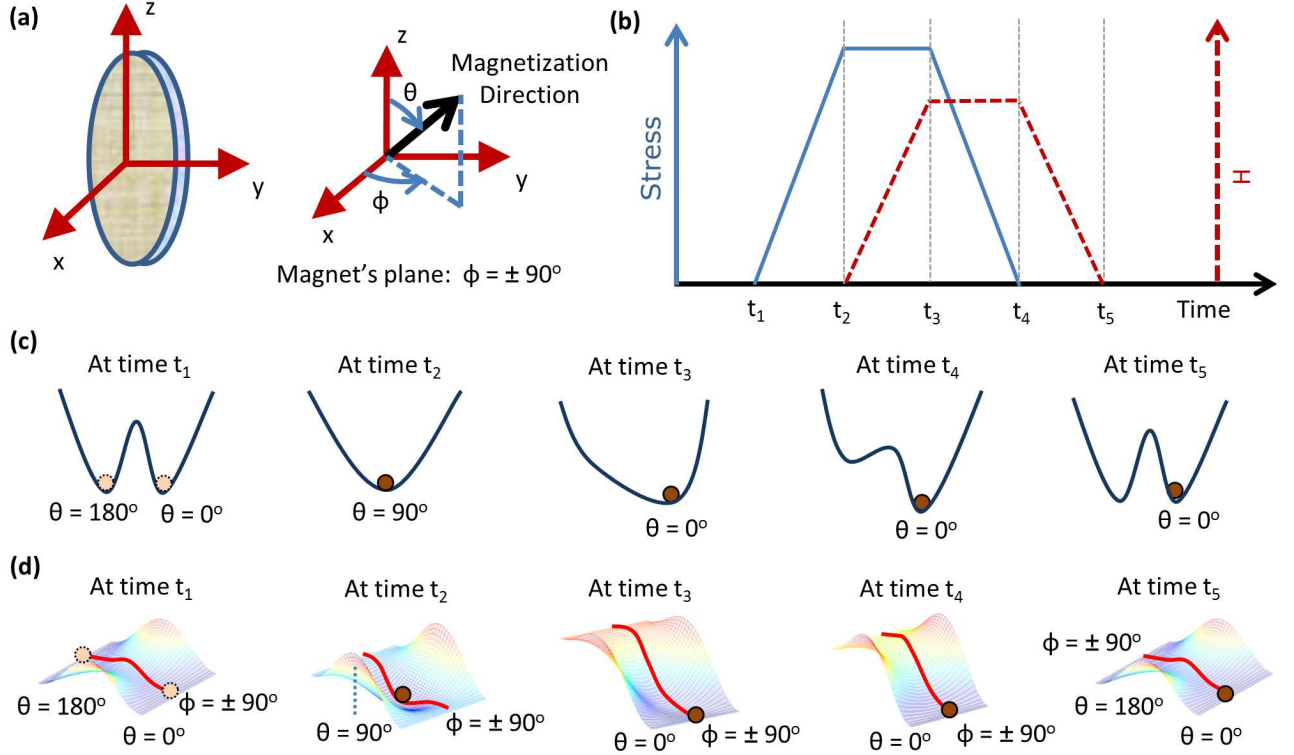 (a)
z
y
x
z
θ
Magnetization
Direction
y
ϕ
x
Magnet's plane: ϕ = ± 90°
(b)
Stress
H
t1 t2 t3 t4 t5 Time
(c)
At time t1
θ = 180° θ = 0°
At time t2
θ = 90°
At time t3
θ = 0°
At time t4
θ = 0°
At time t5
θ = 0°
(d)
At time t1
θ = 180°
ϕ = ± 90°
θ = 0°
At time t2
θ = 90°
ϕ = ± 90°
At time t3
θ = 0°
ϕ = ± 90°
At time t4
θ = 0°
ϕ = ± 90°
At time t5
ϕ = ± 90°
θ = 180°
θ = 0°